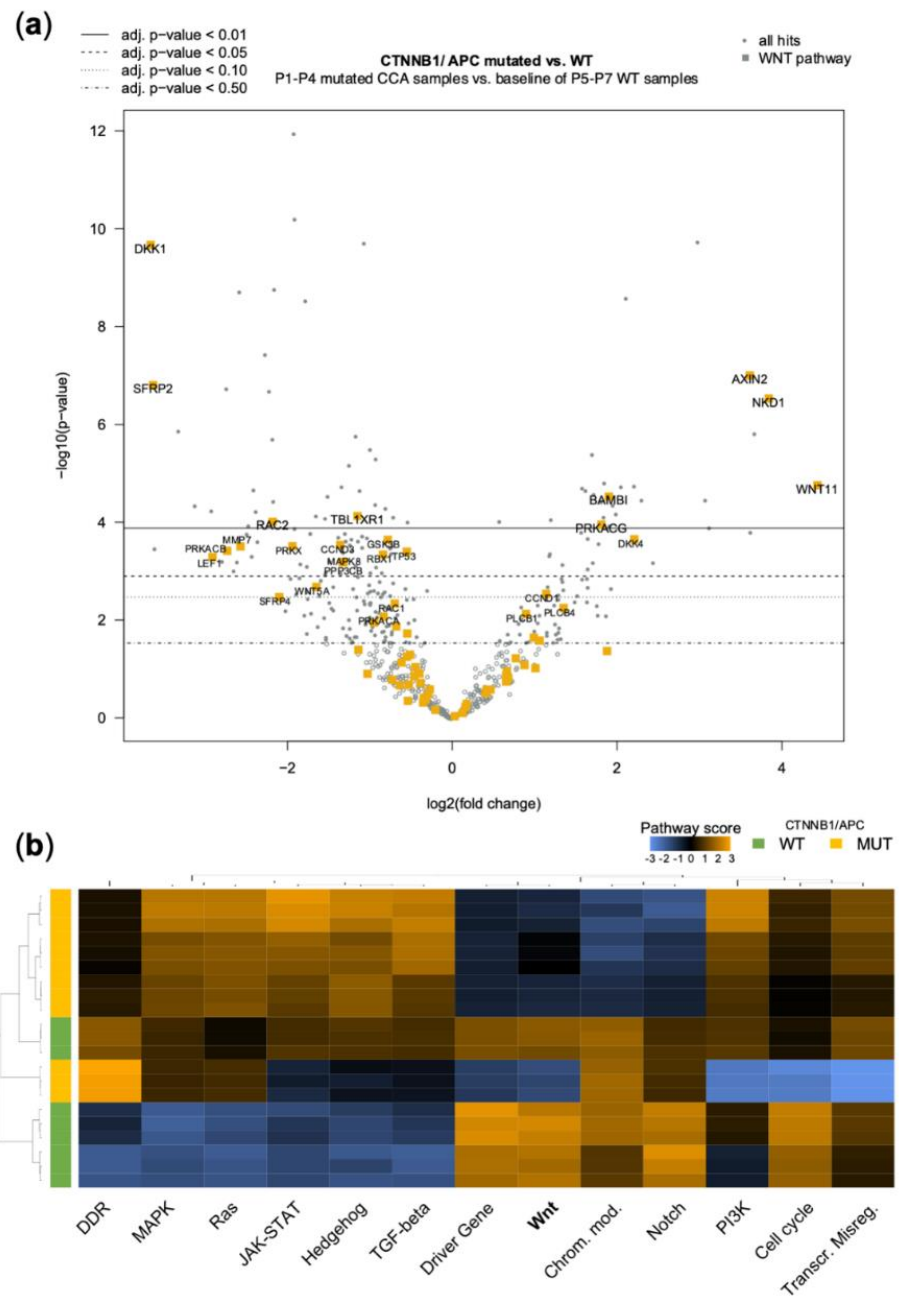 (a)
adj. p−value < 0.01
adj. p−value < 0.05
adj. p−value < 0.10
adj. p−value < 0.50
CTNNB1/ APC mutated vs. WT
P1-P4 mutated CCA samples vs. baseline of P5-P7 WT samples
all hits
WNT pathway
12
10
DKK1
8
AXIN2
SFRP2
NKD1
6
−log10(p−value)
WNT11
BAMBI
4
RAC2
TBL1XR1
PRKACG
DKK4
MMP7
PRKACB
LEF1
PRKX
CCND3
GSK3B
MAPK8
RBX1
TP53
PPP3CB
WNT5A
SFRP4
CCND1
RAC1
PLCB4
PLCB1
PRKACA
2
0
−2
0
2
4
log2(fold change)
(b)
Pathway score
-3 -2 -1 0 1 2 3
CTNNB1/APC
WT
MUT
DDR
MAPK
Ras
JAK-STAT
Hedgehog
TGF-beta
Driver Gene
Wnt
Chrom. mod.
Notch
PI3K
Cell cycle
Transcr. Misreg.